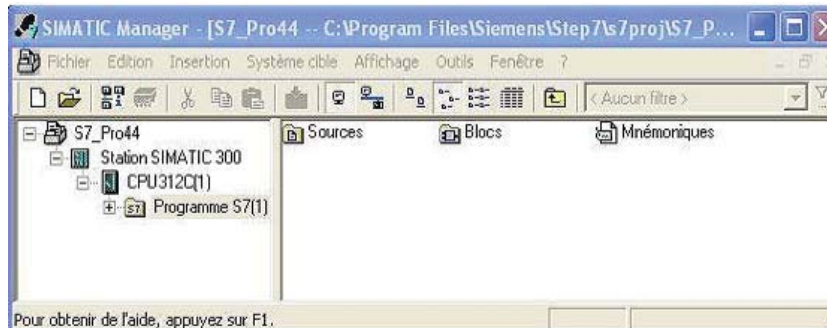 SIMATIC Manager - [S7_Pro44 -- C:\Program Files\Siemens\Step7\s7proj\S7_P...
Fichier Edition Insertion Système cible Affichage Outils Fenêtre ?
< Aucun filtre >
S7_Pro44
Station SIMATIC 300
CPU312C(1)
S7 Programme S7(1)
Sources Blocs Mnémoniques
Pour obtenir de l'aide, appuyez sur F1.